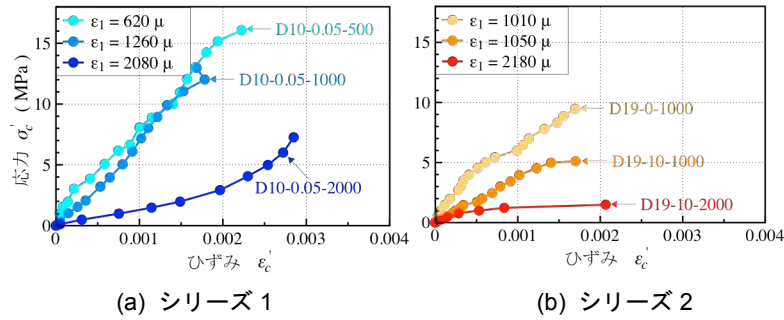 ε₁ = 620 μ
ε₁ = 1260 μ
ε₁ = 2080 μ
D10-0.05-500
D10-0.05-1000
D10-0.05-2000
15
10
5
0
応力 σ'c ( MPa )
0 0.001 0.002 0.003 0.004
ひずみ ε'c
(a) シリーズ 1
ε₁ = 1010 μ
ε₁ = 1050 μ
ε₁ = 2180 μ
D19-0-1000
D19-10-1000
D19-10-2000
15
10
5
0
0 0.001 0.002 0.003 0.004
ひずみ ε'c
(b) シリーズ 2